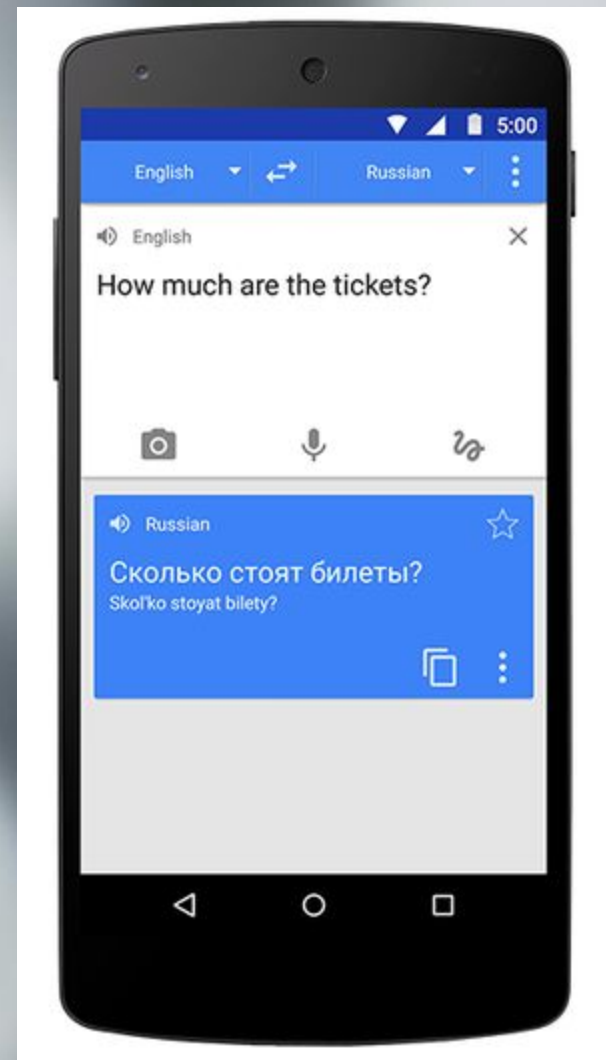 5:00
English
Russian
English
How much are the tickets?
Russian
Сколько стоят билеты?
Skol'ko stoyat bilety?